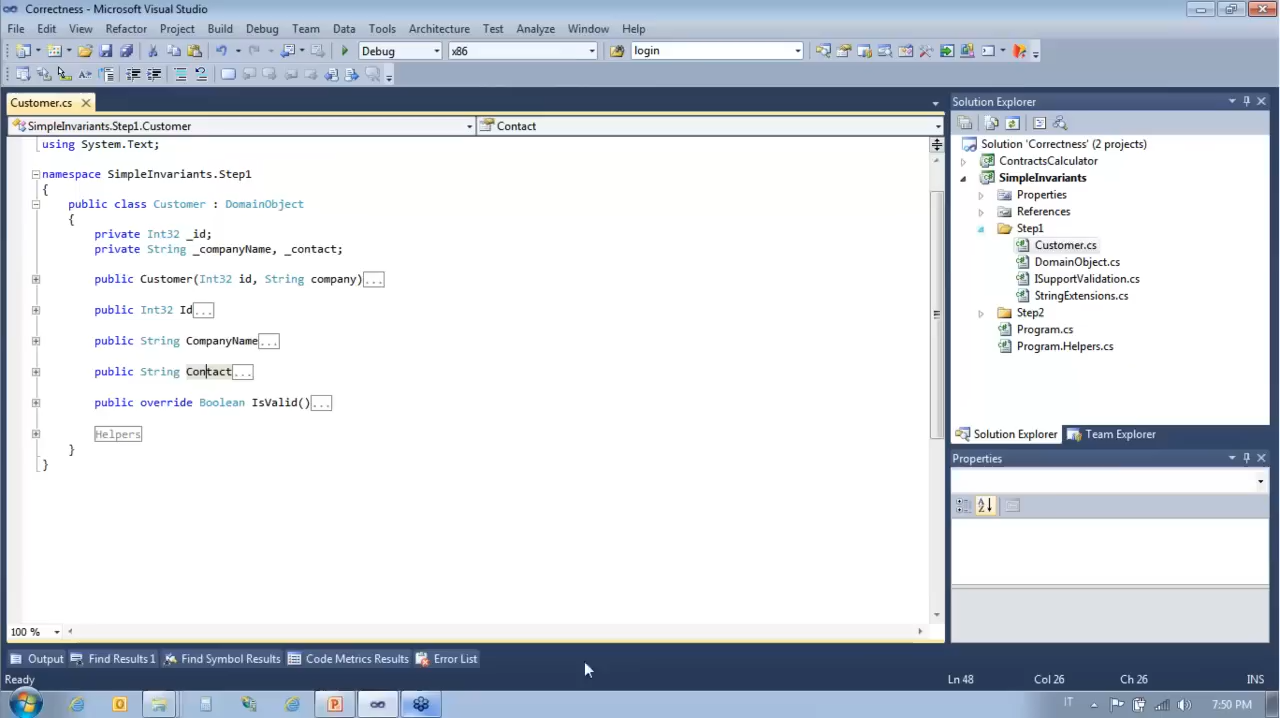 Correctness - Microsoft Visual Studio
File Edit View Refactor Project Build Debug Team Data Tools Architecture Test Analyze Window Help
Debug x86 login
Customer.cs
SimpleInvariants.Step1.Customer Contact
using System.Text;
namespace SimpleInvariants.Step1
{
public class Customer : DomainObject
{
private Int32 _id;
private String _companyName, _contact;
public Customer(Int32 id, String company)...
public Int32 Id...
public String CompanyName...
public String Contact...
public override Boolean IsValid()...
Helpers
}
}
100 %
Solution Explorer
Solution 'Correctness' (2 projects)
ContractsCalculator
SimpleInvariants
Properties
References
Step1
Customer.cs
DomainObject.cs
ISupportValidation.cs
StringExtensions.cs
Step2
Program.cs
Program.Helpers.cs
Solution Explorer Team Explorer
Properties
Output Find Results 1 Find Symbol Results Code Metrics Results Error List
Ready Ln 48 Col 26 Ch 26 INS
IT 7:50 PM